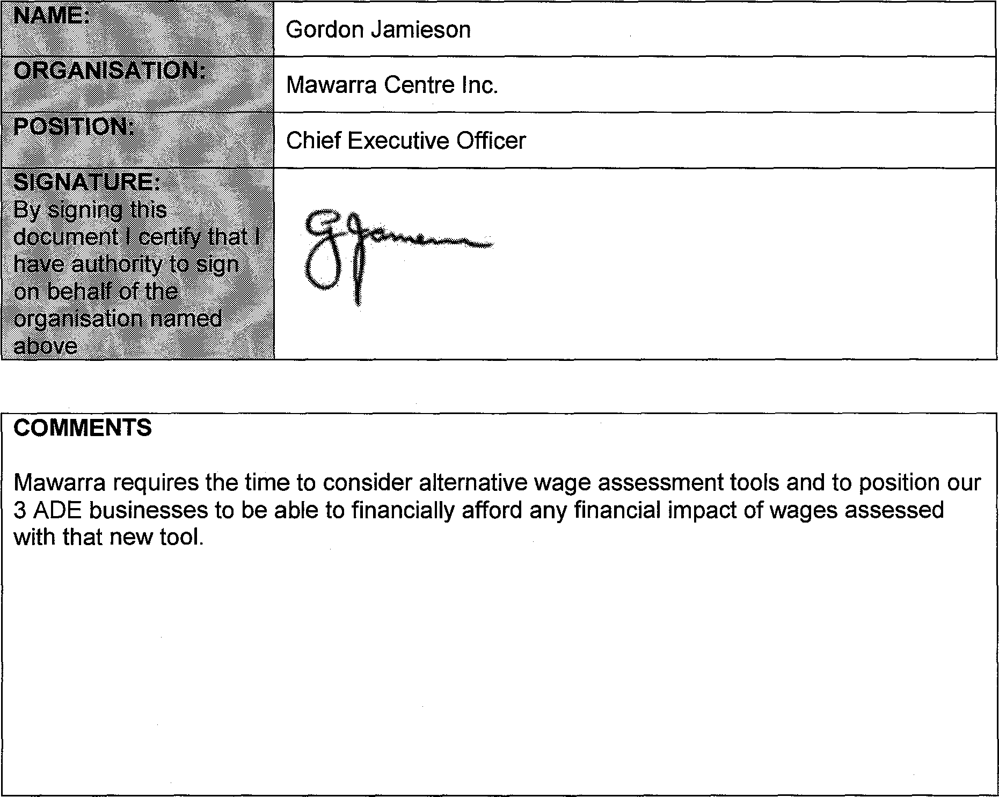 NAME:
Gordon Jamieson
ORGANISATION:
Mawarra Centre Inc.
POSITION:
Chief Executive Officer
SIGNATURE:
By signing this
document I certify that I
have authority to sign
on behalf of the
organisation named
above
GJamieson
COMMENTS
Mawarra requires the time to consider alternative wage assessment tools and to position our
3 ADE businesses to be able to financially afford any financial impact of wages assessed
with that new tool.